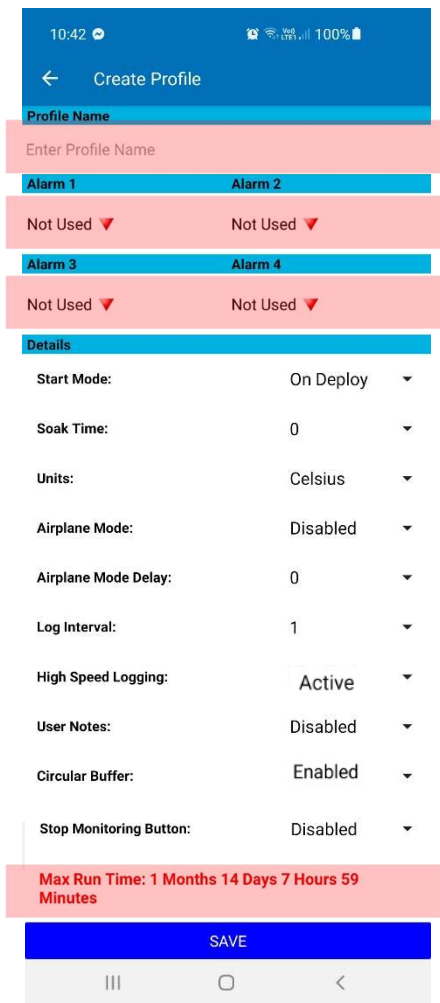 10:42 100%
Create Profile
Profile Name
Enter Profile Name
Alarm 1 Alarm 2
Not Used Not Used
Alarm 3 Alarm 4
Not Used Not Used
Details
Start Mode: On Deploy
Soak Time: 0
Units: Celsius
Airplane Mode: Disabled
Airplane Mode Delay: 0
Log Interval: 1
High Speed Logging: Active
User Notes: Disabled
Circular Buffer: Enabled
Stop Monitoring Button: Disabled
Max Run Time: 1 Months 14 Days 7 Hours 59
Minutes
SAVE